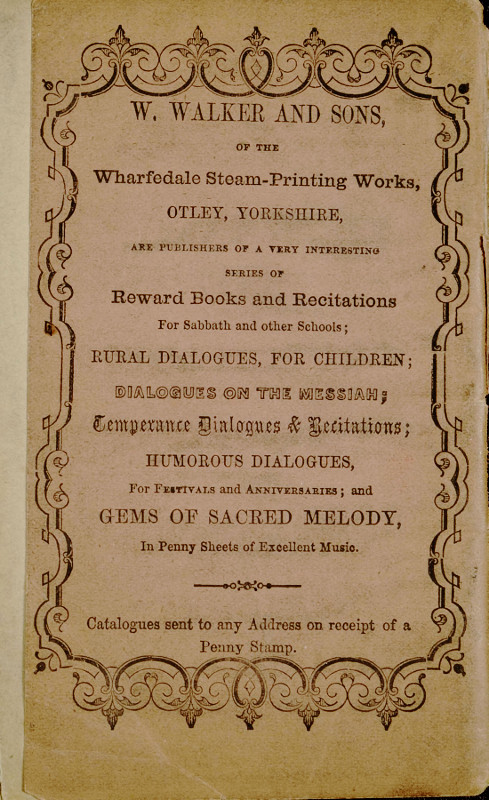 W. WALKER AND SONS,
OF THE
Wharfedale Steam-Printing Works,
OTLEY, YORKSHIRE,
ARE PUBLISHERS OF A VERY INTERESTING
SERIES OF
Reward Books and Recitations
For Sabbath and other Schools;
RURAL DIALOGUES, FOR CHILDREN;
DIALOGUES ON THE MESSIAH;
Temperance Dialogues & Recitations;
HUMOROUS DIALOGUES,
For FESTIVALS and ANNIVERSARIES; and
GEMS OF SACRED MELODY,
In Penny Sheets of Excellent Music.
Catalogues sent to any Address on receipt of a
Penny Stamp.